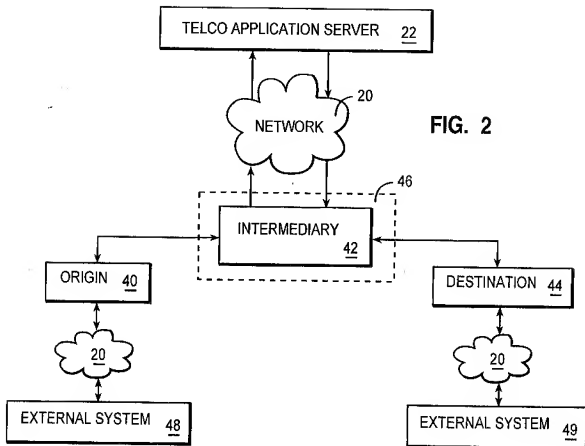 TELCO APPLICATION SERVER 22
20
NETWORK
FIG. 2
46
INTERMEDIARY
42
ORIGIN 40
DESTINATION 44
20
20
EXTERNAL SYSTEM 48
EXTERNAL SYSTEM 49